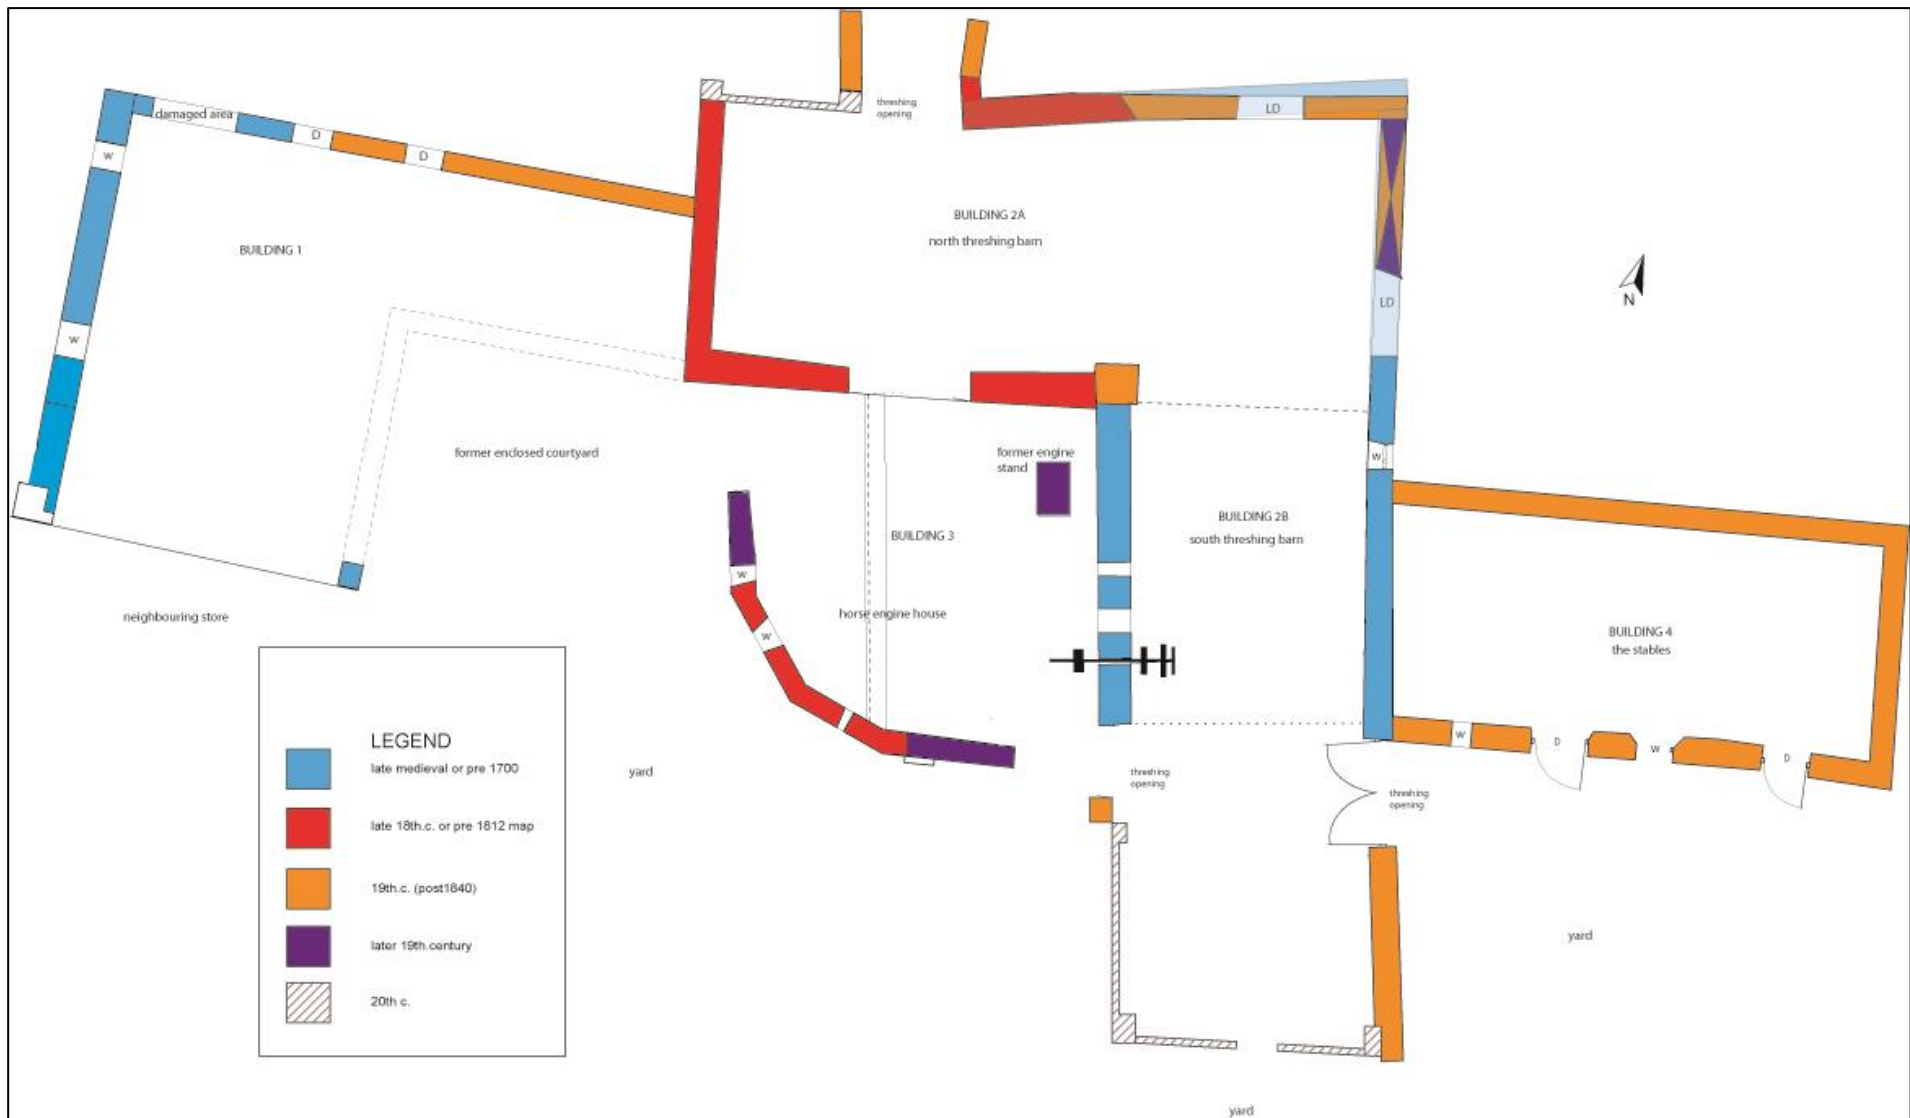 threshing
opening
damaged area
D
D
W
LD
BUILDING 2A
north threshing barn
BUILDING 1
N
LD
W
former enclosed courtyard
former engine
stand
W
BUILDING 3
BUILDING 2B
south threshing barn
W
horse engine house
neighbouring store
W
BUILDING 4
the stables
W
D
W
D
yard
threshing
opening
threshing
opening
LEGEND
late medieval or pre 1700
late 18th.c. or pre 1812 map
19th.c. (post1840)
later 19th.century
20th c.
yard
yard